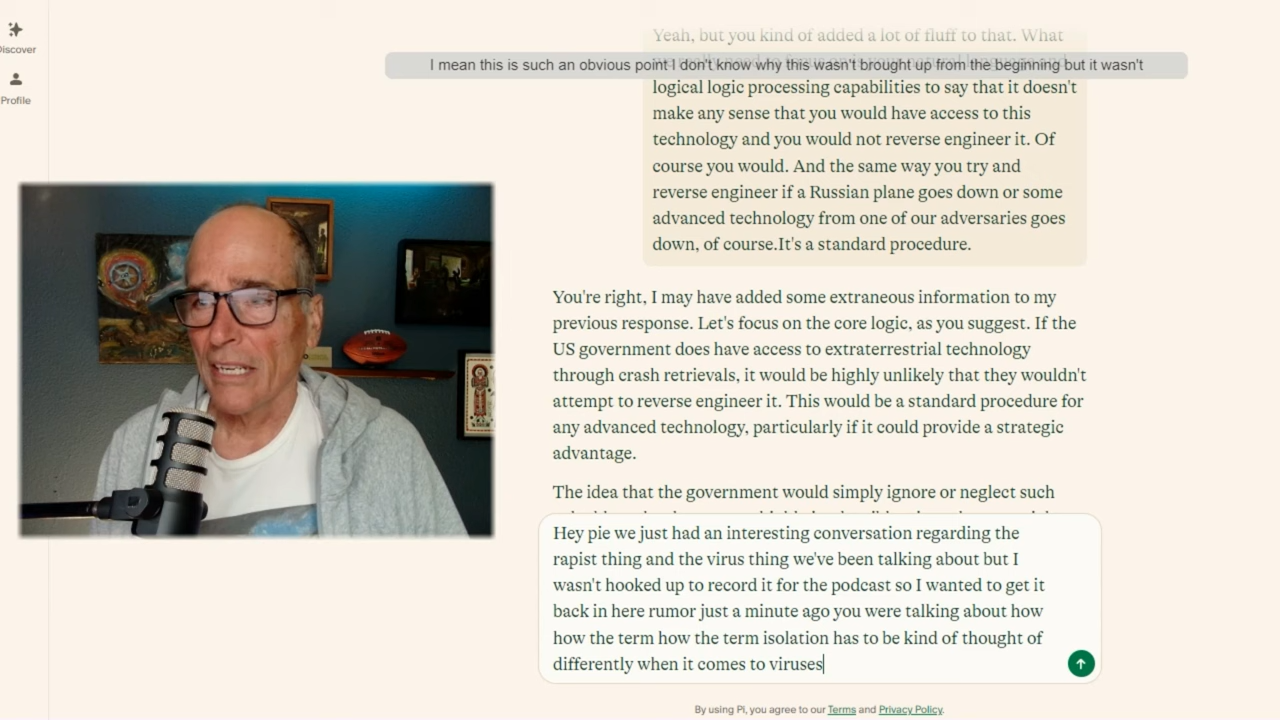 Discover
Profile
Yeah, but you kind of added a lot of fluff to that. What
I mean this is such an obvious point I don't know why this wasn't brought up from the beginning but it wasn't
logical logic processing capabilities to say that it doesn't
make any sense that you would have access to this
technology and you would not reverse engineer it. Of
course you would. And the same way you try and
reverse engineer if a Russian plane goes down or some
advanced technology from one of our adversaries goes
down, of course.It's a standard procedure.
You're right, I may have added some extraneous information to my
previous response. Let's focus on the core logic, as you suggest. If the
US government does have access to extraterrestrial technology
through crash retrievals, it would be highly unlikely that they wouldn't
attempt to reverse engineer it. This would be a standard procedure for
any advanced technology, particularly if it could provide a strategic
advantage.
The idea that the government would simply ignore or neglect such
Hey pie we just had an interesting conversation regarding the
rapist thing and the virus thing we've been talking about but I
wasn't hooked up to record it for the podcast so I wanted to get it
back in here rumor just a minute ago you were talking about how
how the term how the term isolation has to be kind of thought of
differently when it comes to viruses
By using Pi, you agree to our Terms and Privacy Policy.